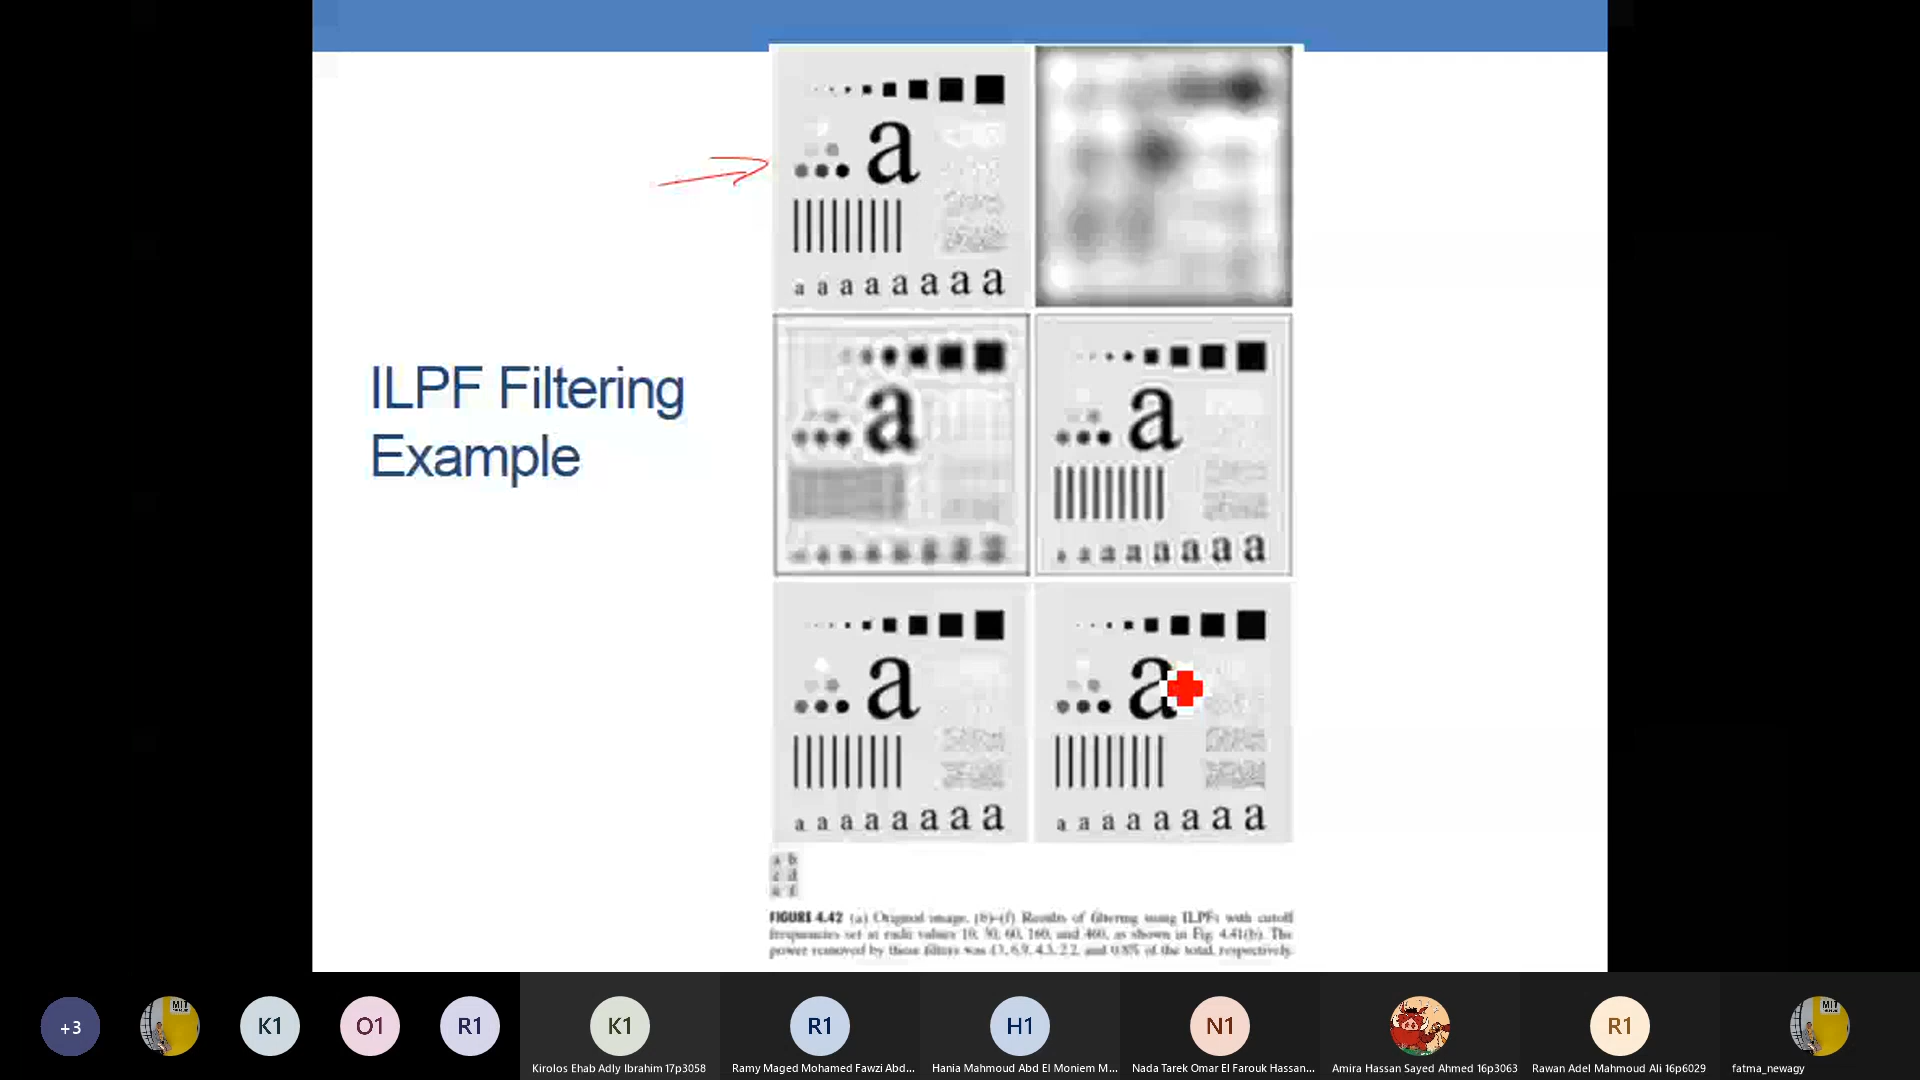 a
a a a a a a a a
a
a
a a a a a a a
ILPF Filtering
Example
a
a
a a a a a a a a
a a a a a a a a
a b
c d
e f
FIGURE 4.42 (a) Original image. (b)–(f) Results of filtering using ILPFs with cutoff
frequencies set at radii values 10, 30, 60, 160, and 460, as shown in Fig. 4.41(b). The
power removed by these filters was 13, 6.9, 4.3, 2.2, and 0.8% of the total, respectively.
+3
MIT
K1
O1
R1
K1
R1
H1
N1
R1
Kirolos Ehab Adly Ibrahim 17p3058
Ramy Maged Mohamed Fawzi Abd...
Hania Mahmoud Abd El Moniem M...
Nada Tarek Omar El Farouk Hassan...
Amira Hassan Sayed Ahmed 16p3063
Rawan Adel Mahmoud Ali 16p6029
fatma_newagy